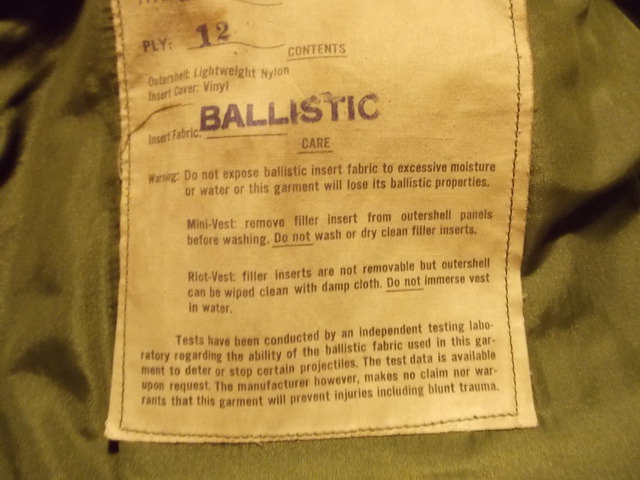 PLY: 12
CONTENTS
Outershell: Lightweight Nylon
Insert Cover: Vinyl
Insert Fabric: BALLISTIC
CARE
Warning: Do not expose ballistic insert fabric to excessive moisture
or water or this garment will lose its ballistic properties.
Mini-Vest: remove filler insert from outershell panels
before washing. Do not wash or dry clean filler inserts.
Riot-Vest: filler inserts are not removable but outershell
can be wiped clean with damp cloth. Do not immerse vest
in water.
Tests have been conducted by an independent testing labo-
ratory regarding the ability of the ballistic fabric used in this gar-
ment to deter or stop certain projectiles. The test data is available
upon request. The manufacturer however, makes no claim nor war-
rants that this garment will prevent injuries including blunt trauma.